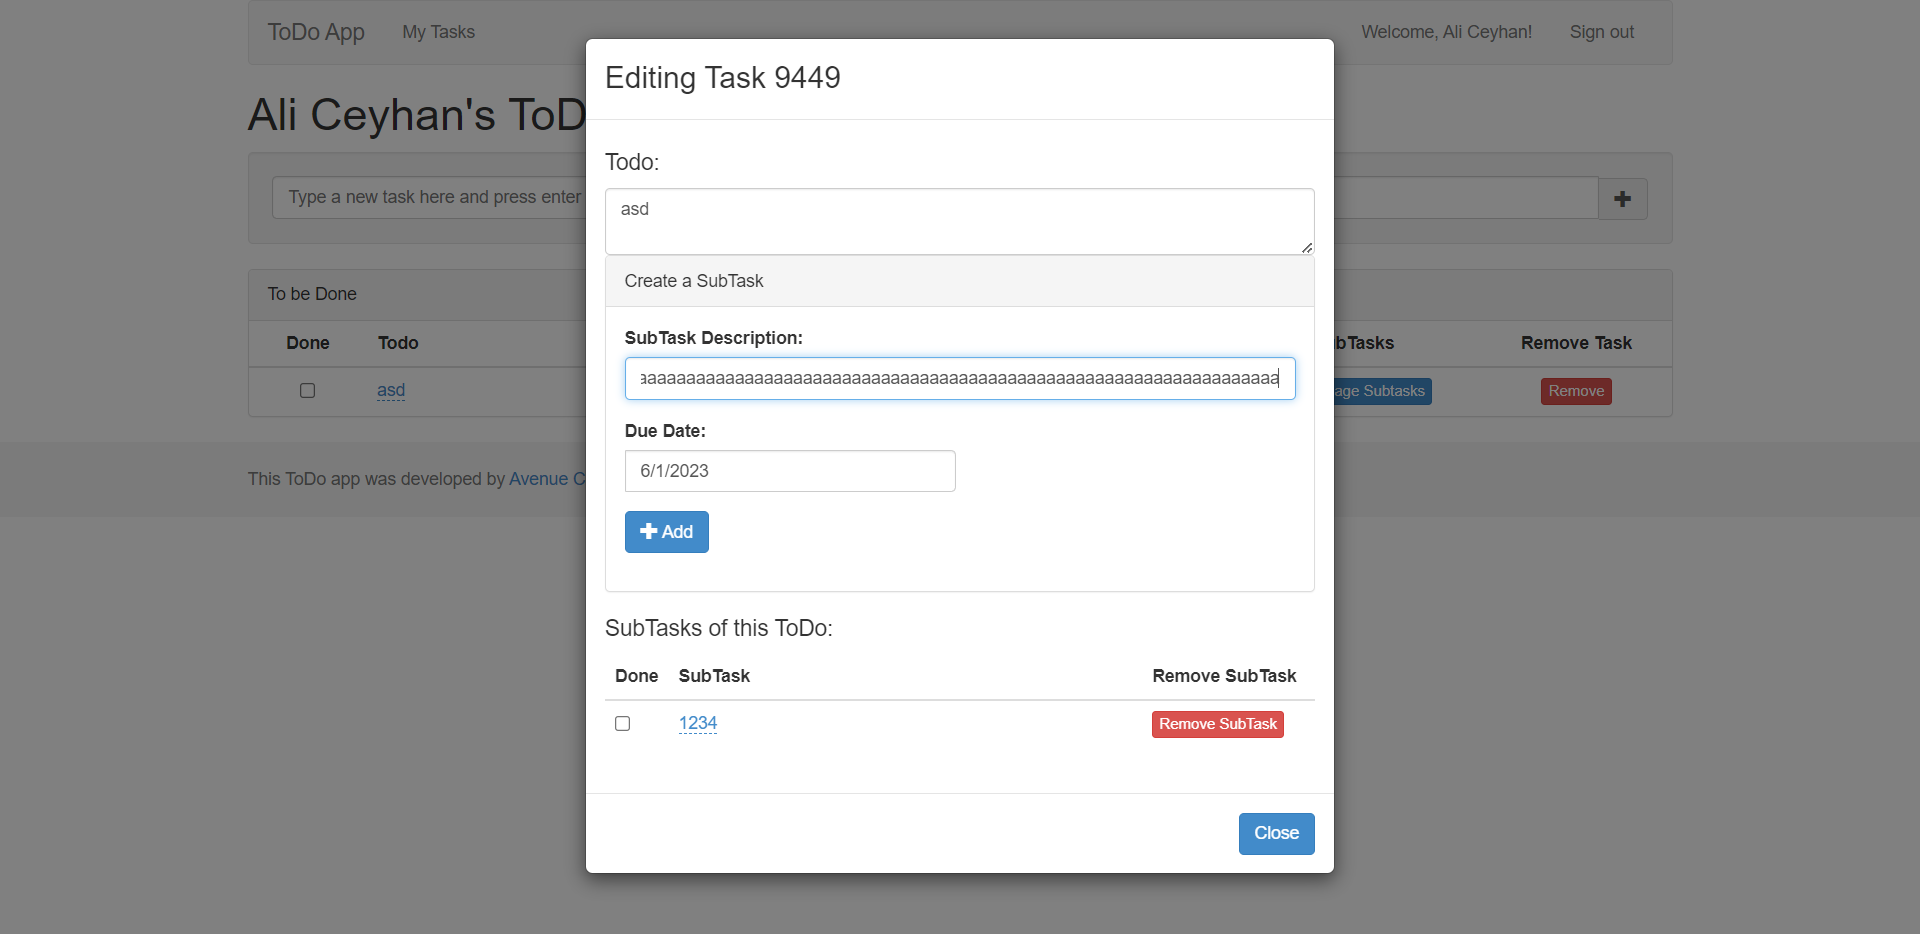 ToDo App My Tasks Welcome, Ali Ceyhan! Sign out
Ali Ceyhan's ToD
Type a new task here and press enter
To be Done
Done Todo bTasks Remove Task
asd age Subtasks Remove
This ToDo app was developed by Avenue C
Editing Task 9449
Todo:
asd
Create a SubTask
SubTask Description:
aaaaaaaaaaaaaaaaaaaaaaaaaaaaaaaaaaaaaaaaaaaaaaaaaaaaaaaaaaaaaaaaaa
Due Date:
6/1/2023
Add
SubTasks of this ToDo:
Done SubTask Remove SubTask
1234 Remove SubTask
Close